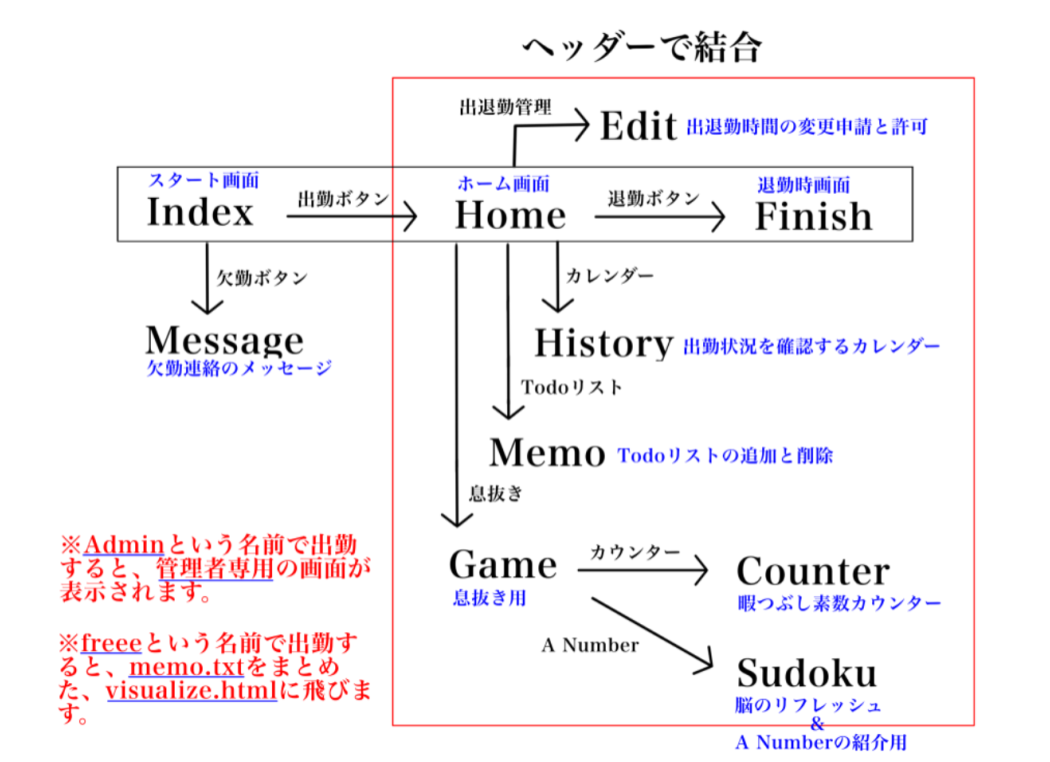 ヘッダーで結合
出退勤管理
Edit 出退勤時間の変更申請と許可
スタート画面
Index
出勤ボタン
ホーム画面
Home
退勤ボタン
退勤時画面
Finish
欠勤ボタン
Message
欠勤連絡のメッセージ
カレンダー
History 出勤状況を確認するカレンダー
Todoリスト
Memo Todoリストの追加と削除
息抜き
Game
息抜き用
カウンター
Counter
暇つぶし素数カウンター
A Number
Sudoku
脳のリフレッシュ
&
A Numberの紹介用
※Adminという名前で出勤
すると、管理者専用の画面が
表示されます。
※freeeという名前で出勤す
ると、memo.txtをまとめ
た、visualize.htmlに飛びま
す。